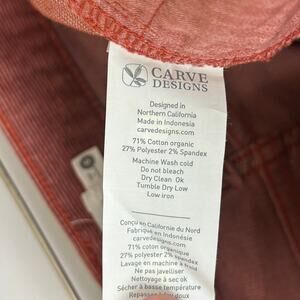 CARVE
DESIGNS
Designed in
Northern California
Made in Indonesia
carvedesigns.com
71% Cotton organic
27% Polyester 2% Spandex
Machine Wash cold
Do not bleach
Dry Clean Ok
Tumble Dry Low
Low iron
Conçu en Californie du Nord
Fabriqué en Indonésie
carvedesigns.com
71% coton organique
27% polyester 2% spandex
Lavage en machine à froid
Ne pas javelliser
Nettoyage à sec ok
Sécher à basse température
Repasser à doux